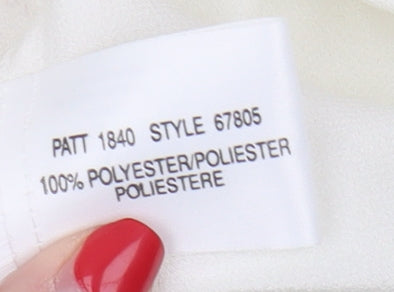 PATT 1840 STYLE 67805
100% POLYESTER/POLIESTER
POLIESTERE